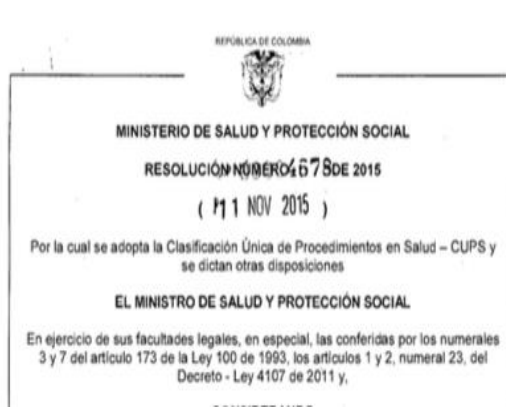 REPÚBLICA DE COLOMBIA
MINISTERIO DE SALUD Y PROTECCIÓN SOCIAL
RESOLUCIÓN NÚMERO 4678 DE 2015
( 11 NOV 2015 )
Por la cual se adopta la Clasificación Única de Procedimientos en Salud – CUPS y
se dictan otras disposiciones
EL MINISTRO DE SALUD Y PROTECCIÓN SOCIAL
En ejercicio de sus facultades legales, en especial, las conferidas por los numerales
3 y 7 del artículo 173 de la Ley 100 de 1993, los artículos 1 y 2, numeral 23, del
Decreto - Ley 4107 de 2011 y,